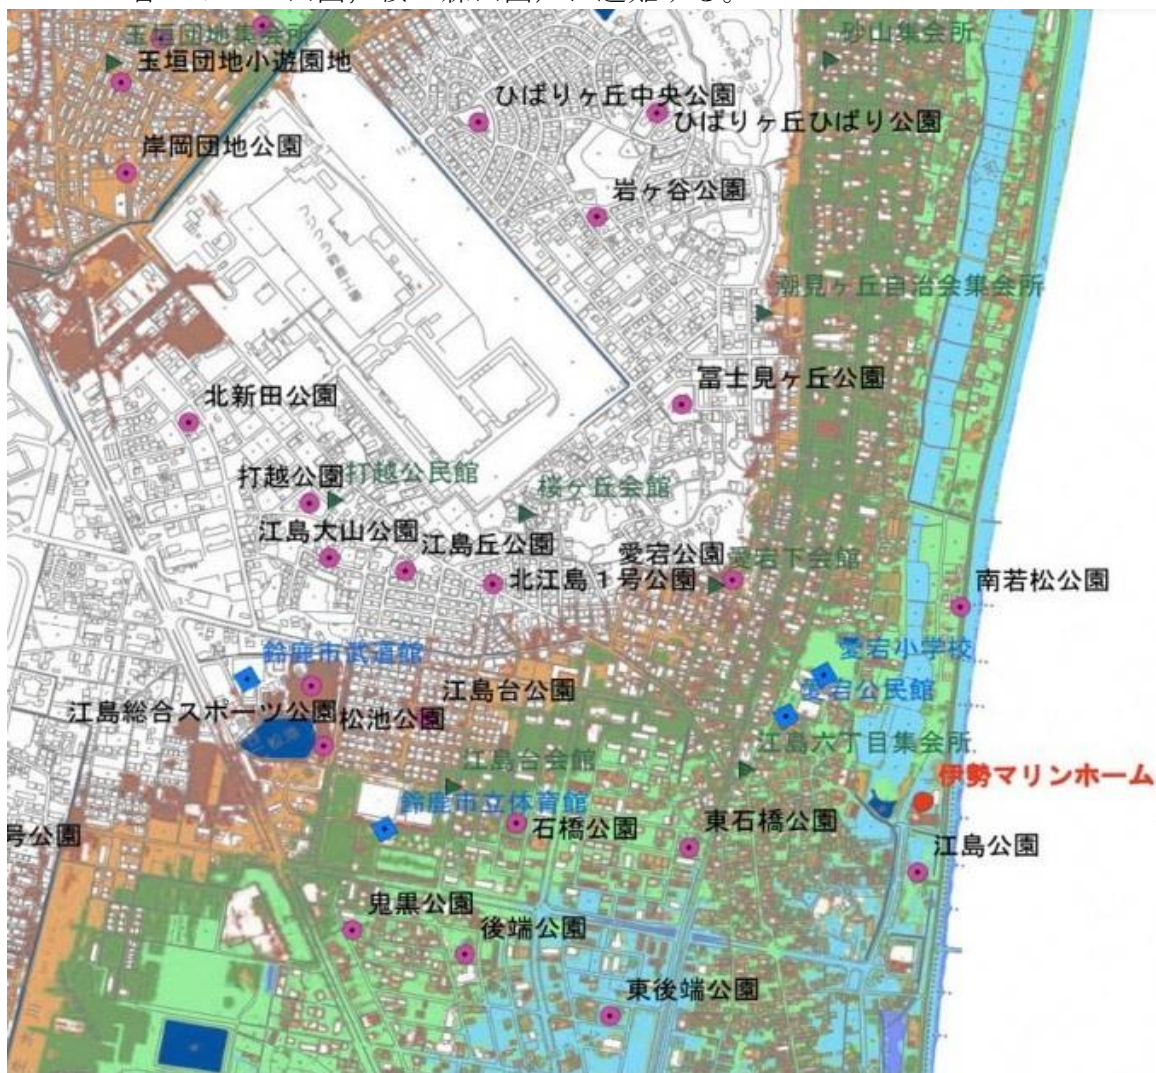 玉垣団地集会所
砂山集会所
玉垣団地小遊園地
ひばりヶ丘中央公園
ひばりヶ丘ひばり公園
岸岡団地公園
岩ヶ谷公園
潮見ヶ丘自治会集会所
冨士見ヶ丘公園
北新田公園
打越公園
打越公民館
桜ヶ丘会館
江島大山公園
江島丘公園
愛宕公園
愛宕下会館
北江島１号公園
南若松公園
鈴鹿市武道館
愛宕小学校
江島台公園
愛宕公民館
江島総合スポーツ公園
松池公園
江島六丁目集会所
江島台会館
伊勢マリンホーム
鈴鹿市立体育館
石橋公園
東石橋公園
号公園
江島公園
鬼黒公園
後端公園
東後端公園